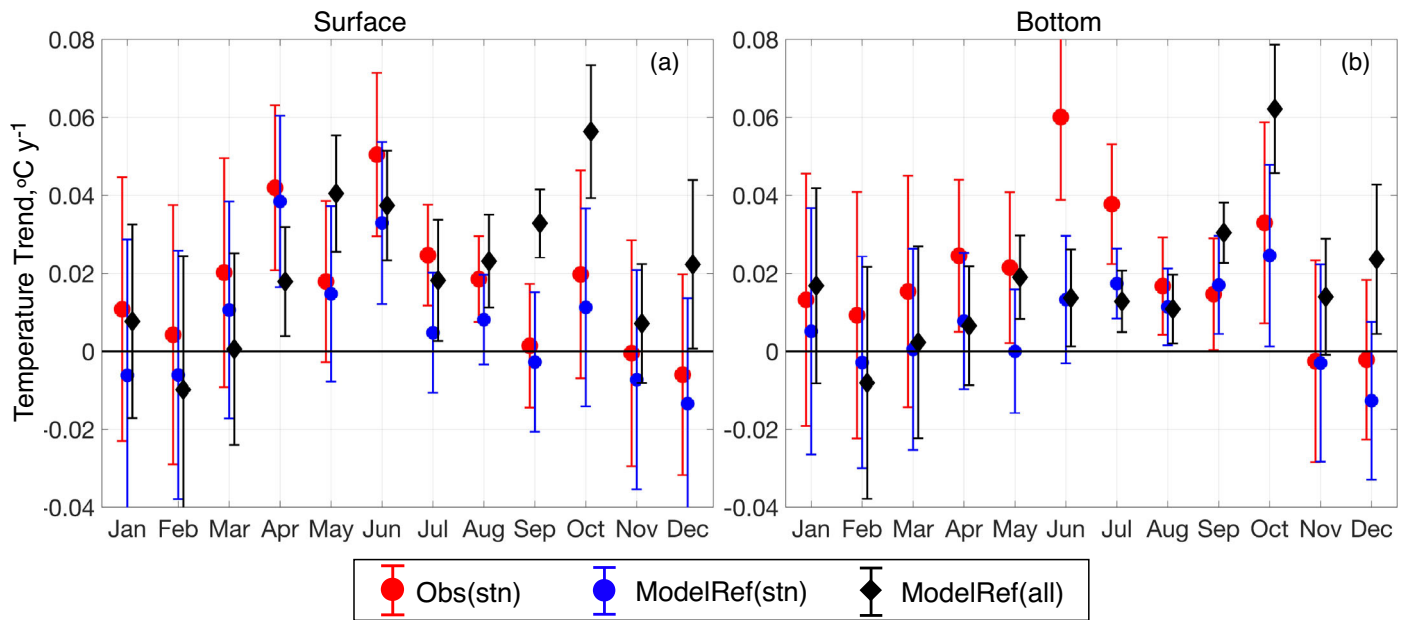 Surface
Bottom
Temperature Trend,ºC y-1
0.08
0.06
0.04
0.02
0
-0.02
-0.04
(a)
Jan Feb Mar Apr May Jun Jul Aug Sep Oct Nov Dec
0.08
0.06
0.04
0.02
0
-0.02
-0.04
(b)
Jan Feb Mar Apr May Jun Jul Aug Sep Oct Nov Dec
Obs(stn) ModelRef(stn) ModelRef(all)